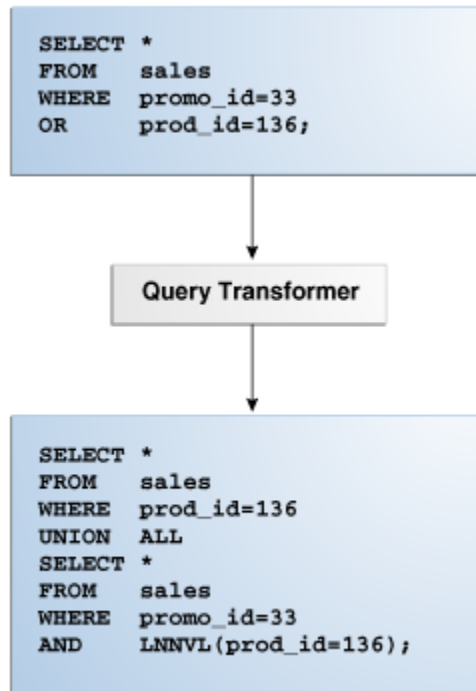 SELECT *
FROM sales
WHERE promo_id=33
OR prod_id=136;
Query Transformer
SELECT *
FROM sales
WHERE prod_id=136
UNION ALL
SELECT *
FROM sales
WHERE promo_id=33
AND LNNVL(prod_id=136);